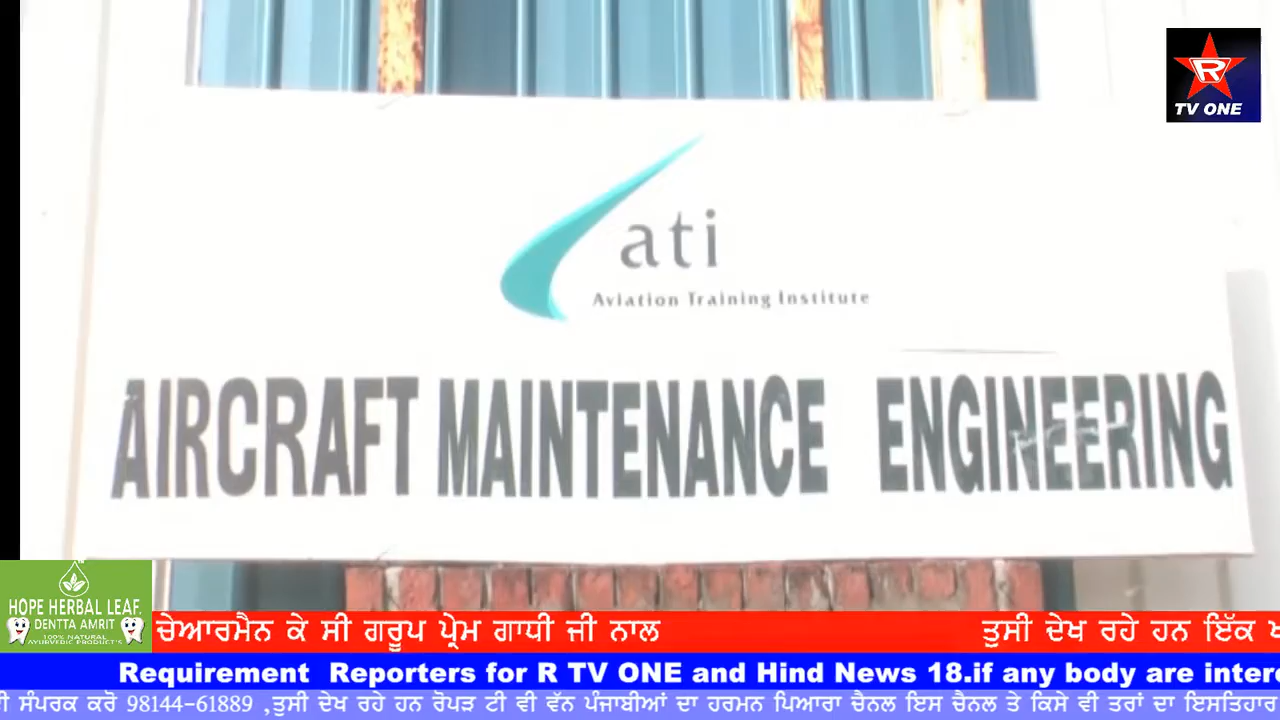 R
TV ONE
ati
Aviation Training Institute
AIRCRAFT MAINTENANCE ENGINEERING
HOPE HERBAL LEAF.
DENTTA AMRIT
100% NATURAL
AYURVEDIC PRODUCT'S
ਚੇਆਰਮੈਨ ਕੇ ਸੀ ਗਰੂਪ ਪ੍ਰੇਮ ਗਾਧੀ ਜੀ ਨਾਲ ਤੁਸੀ ਦੇਖ ਰਹੇ ਹਨ ਇੱਕ
Requirement Reporters for R TV ONE and Hind News 18.if any body are inter
ਸੰਪਰਕ ਕਰੋ 98144-61889 ,ਤੁਸੀ ਦੇਖ ਰਹੇ ਹਨ ਰੋਪੜ ਟੀ ਵੀ ਵੱਨ ਪੰਜਾਬੀਆਂ ਦਾ ਹਰਮਨ ਪਿਆਰਾ ਚੈਨਲ ਇਸ ਚੈਨਲ ਤੇ ਕਿਸੇ ਵੀ ਤਰਾਂ ਦਾ ਇਸਤਿਹਾਰ